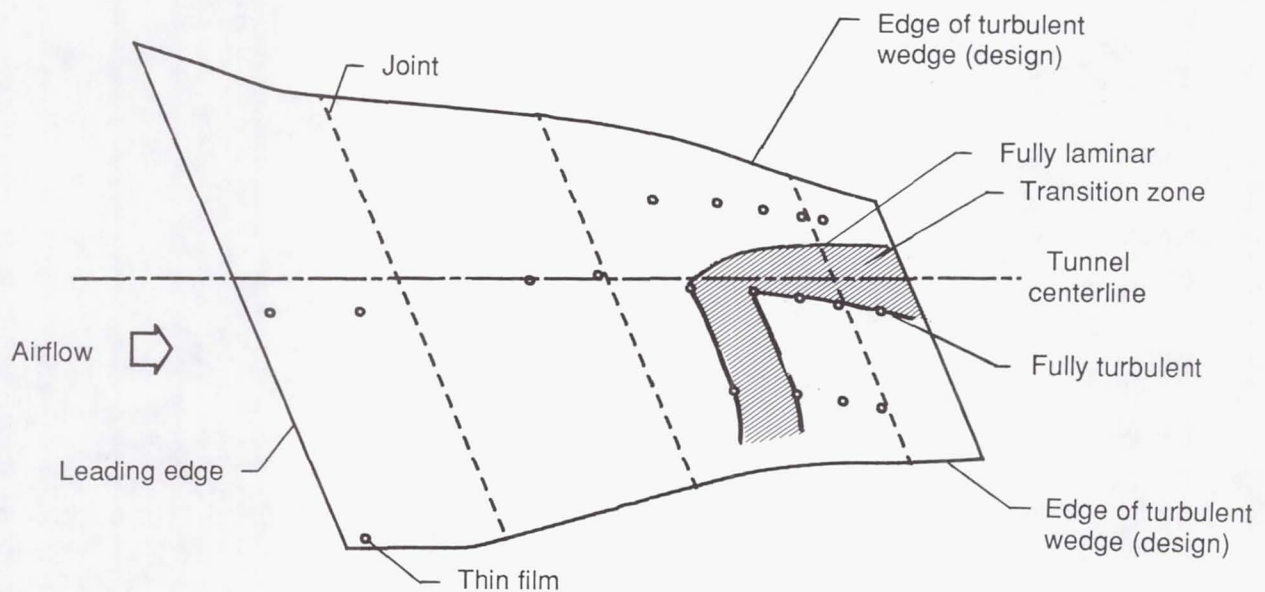 Edge of turbulent
wedge (design)
Joint
Fully laminar
Transition zone
Tunnel
centerline
Airflow
Fully turbulent
Leading edge
Edge of turbulent
wedge (design)
Thin film